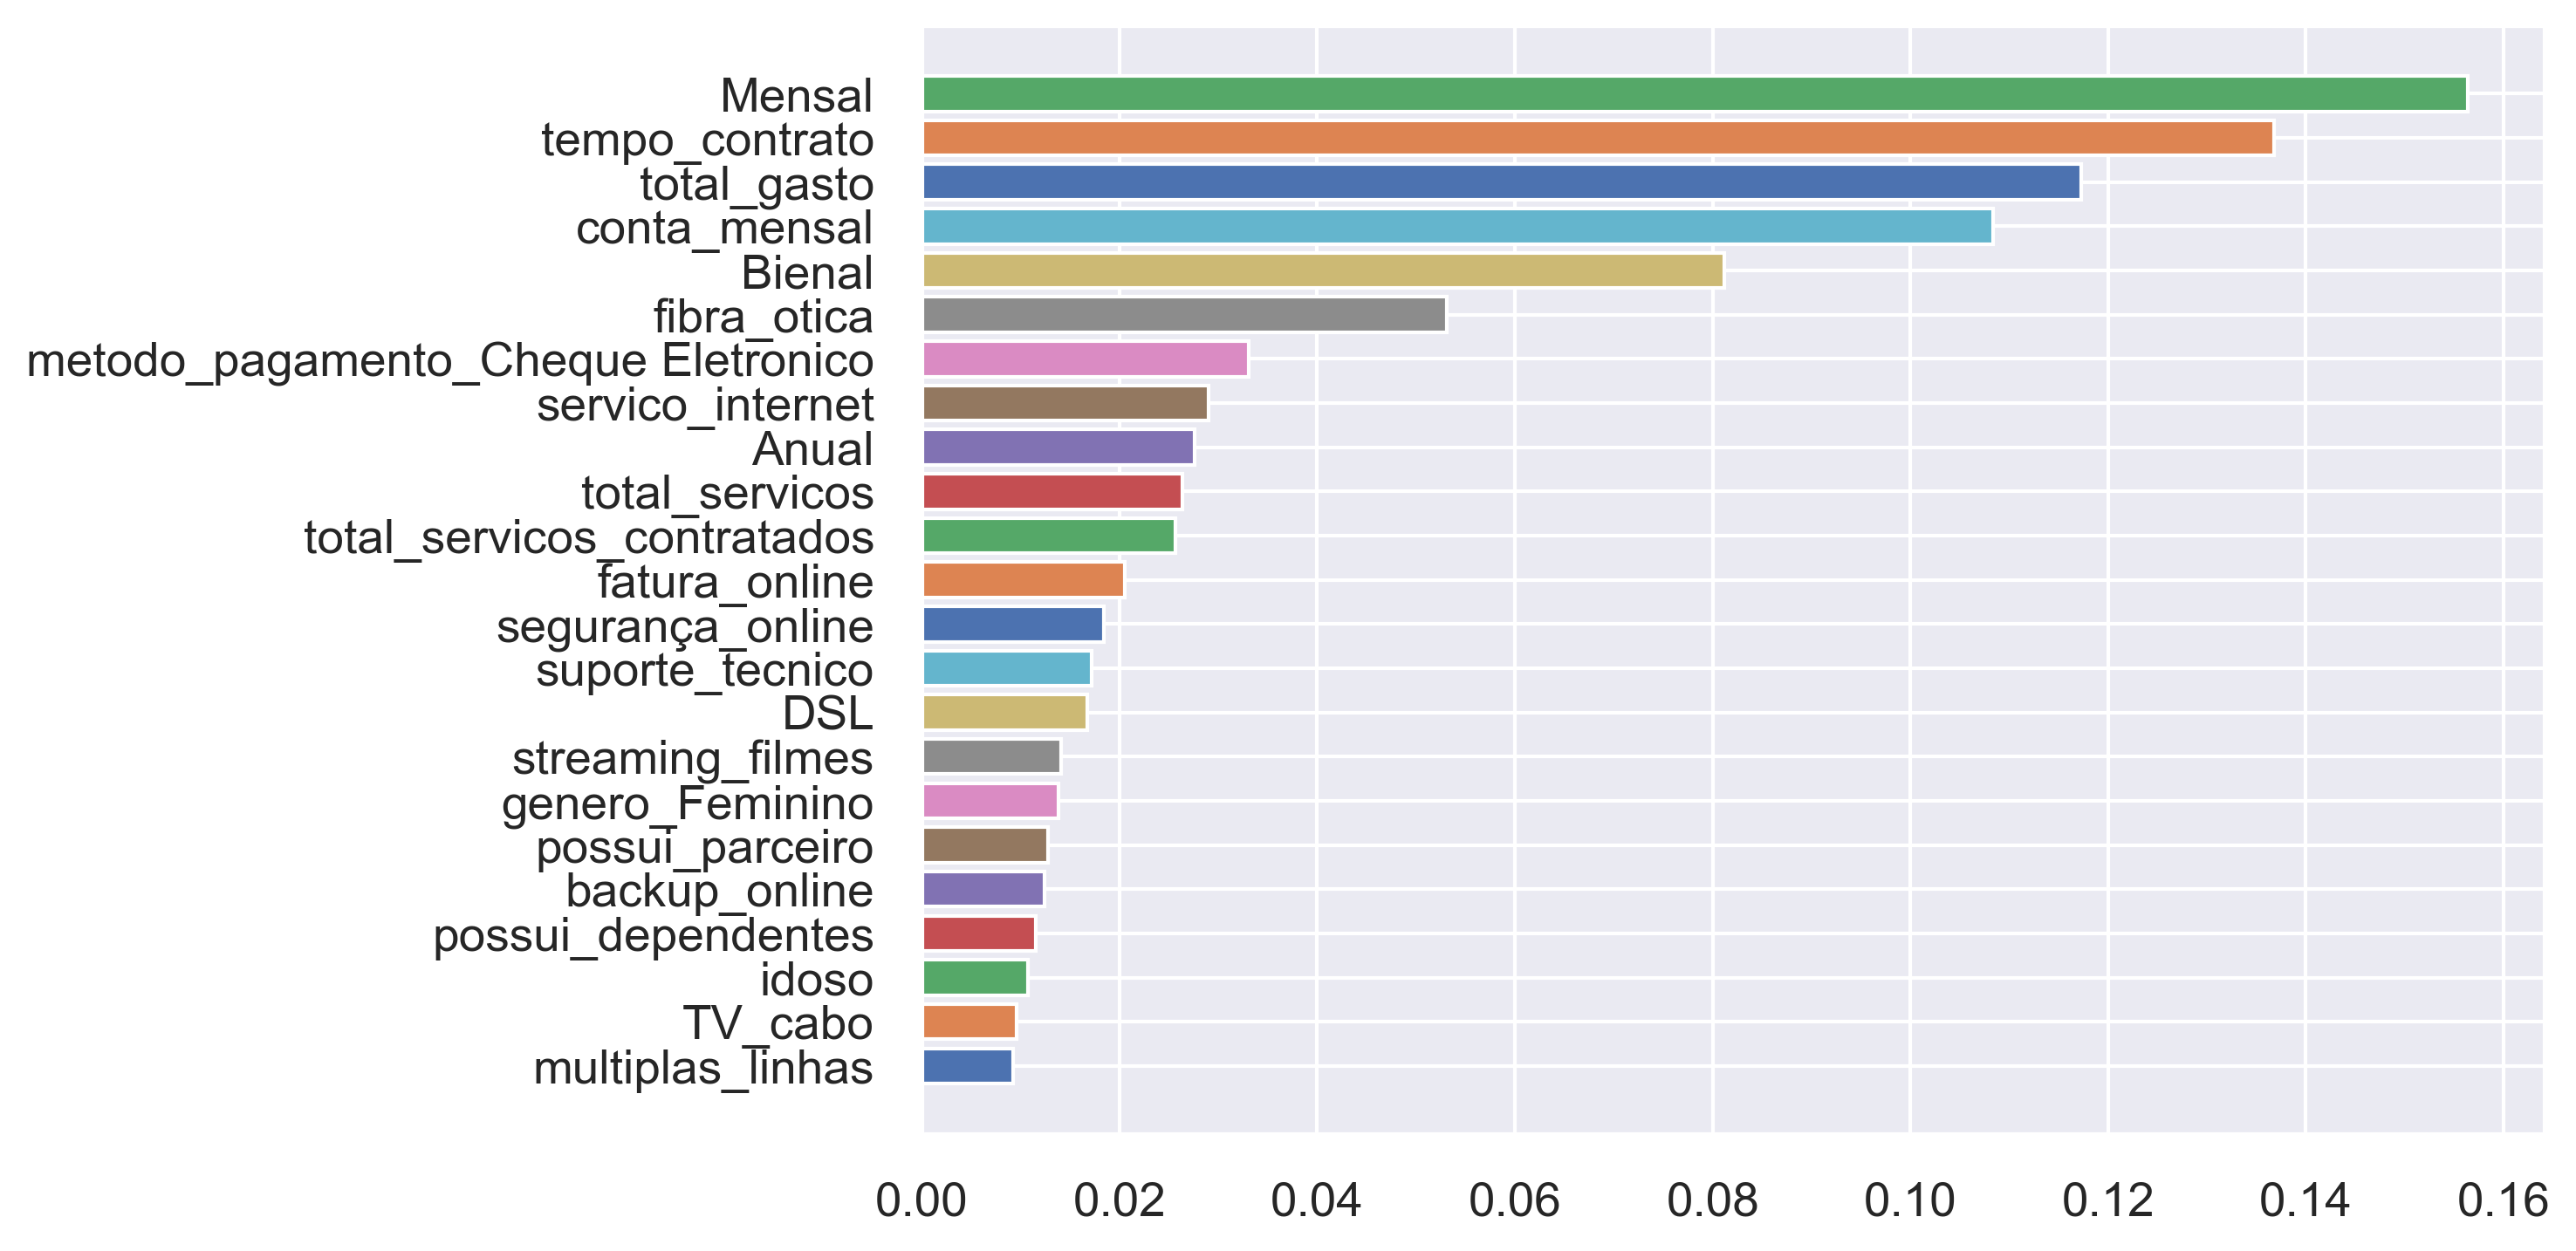 Mensal
tempo_contrato
total_gasto
conta_mensal
Bienal
fibra_otica
metodo_pagamento_Cheque Eletronico
servico_internet
Anual
total_servicos
total_servicos_contratados
fatura_online
segurança_online
suporte_tecnico
DSL
streaming_filmes
genero_Feminino
possui_parceiro
backup_online
possui_dependentes
idoso
TV_cabo
multiplas_linhas
0.00 0.02 0.04 0.06 0.08 0.10 0.12 0.14 0.16